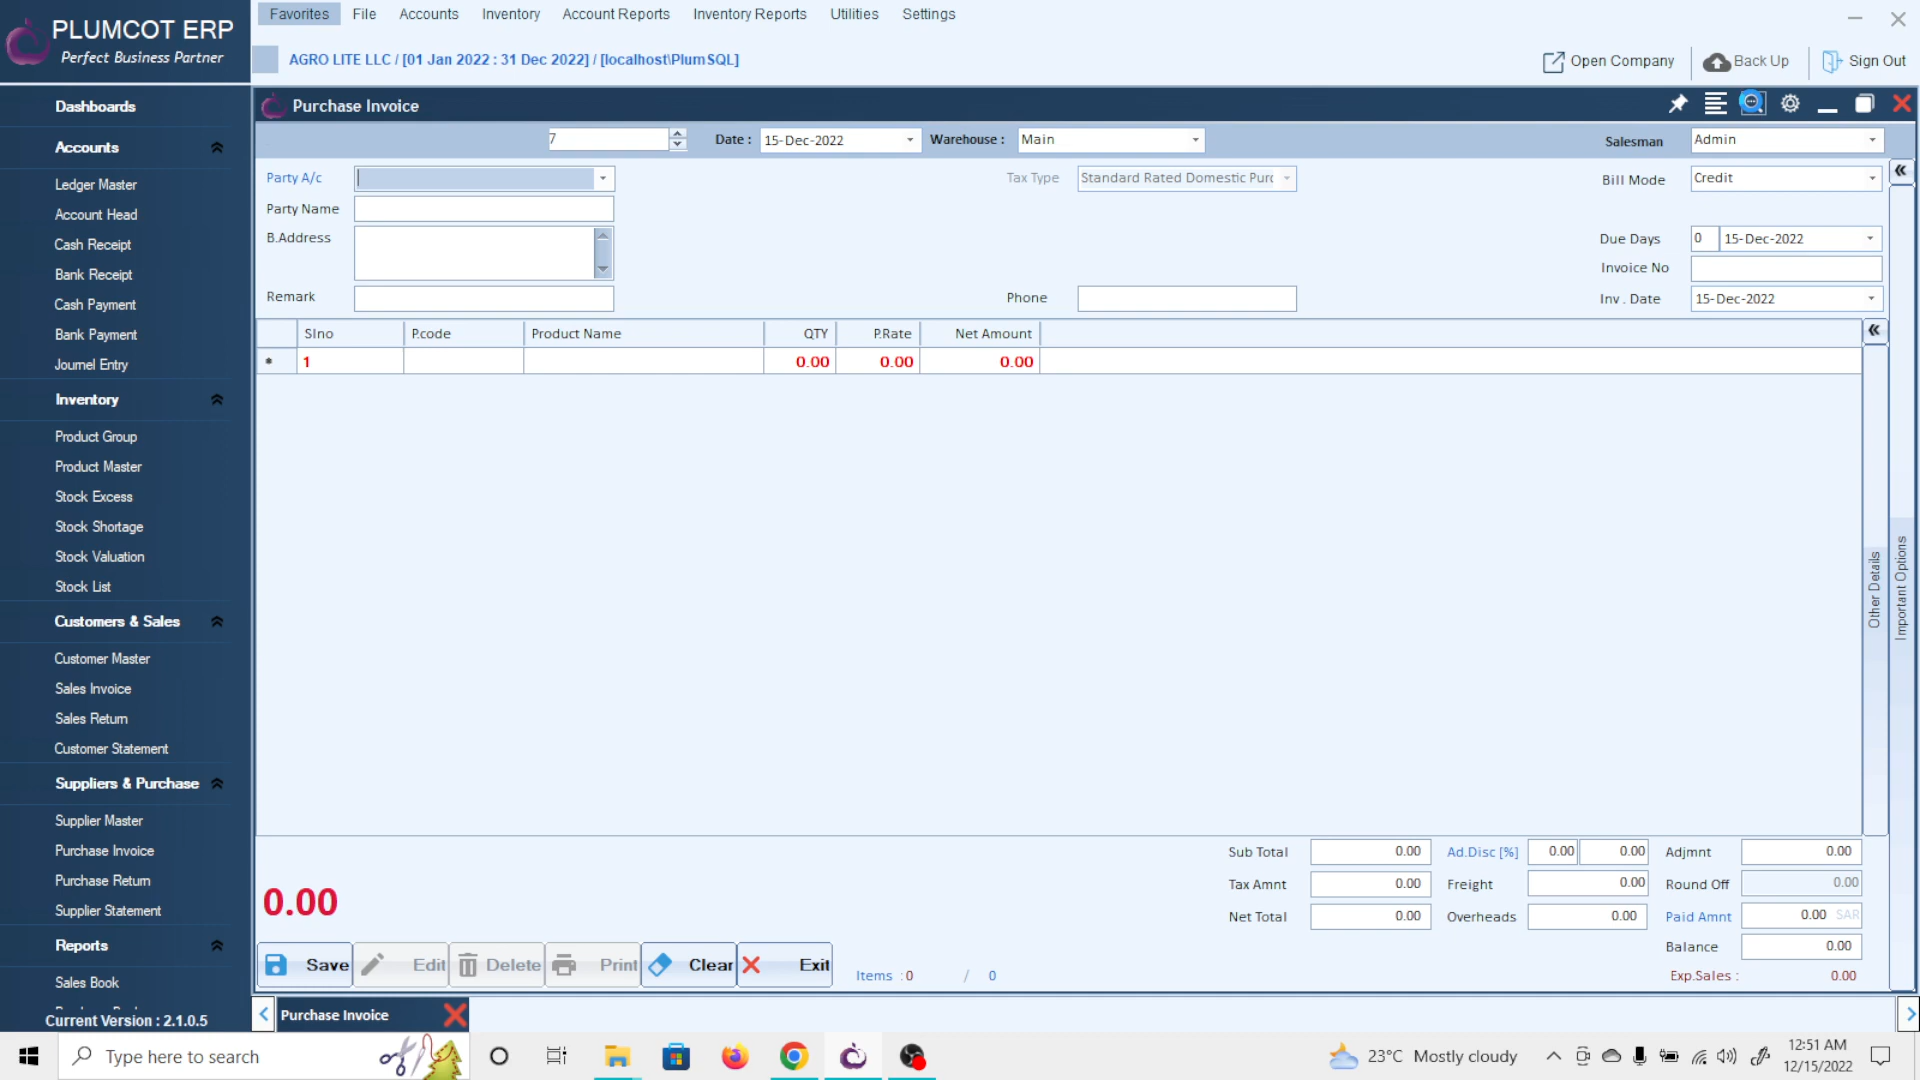 PLUMCOT ERP
Perfect Business Partner
Favorites File Accounts Inventory Account Reports Inventory Reports Utilities Settings
AGRO LITE LLC / [01 Jan 2022 : 31 Dec 2022] / [localhost\PlumSQL]
Open Company Back Up Sign Out
Dashboards
Accounts
Ledger Master
Account Head
Cash Receipt
Bank Receipt
Cash Payment
Bank Payment
Journel Entry
Inventory
Product Group
Product Master
Stock Excess
Stock Shortage
Stock Valuation
Stock List
Customers & Sales
Customer Master
Sales Invoice
Sales Return
Customer Statement
Suppliers & Purchase
Supplier Master
Purchase Invoice
Purchase Return
Supplier Statement
Reports
Sales Book
Current Version : 2.1.0.5
Purchase Invoice
7 Date : 15-Dec-2022 Warehouse : Main Salesman Admin
Party A/c Tax Type Standard Rated Domestic Purc Bill Mode Credit
Party Name
B.Address Due Days 0 15-Dec-2022
Invoice No
Remark Phone Inv . Date 15-Dec-2022
Slno P.code Product Name QTY P.Rate Net Amount
* 1 0.00 0.00 0.00
Other Details
Important Options
Sub Total 0.00 Ad.Disc [%] 0.00 0.00 Adjmnt 0.00
Tax Amnt 0.00 Freight 0.00 Round Off 0.00
Net Total 0.00 Overheads 0.00 Paid Amnt 0.00 SAR
Balance 0.00
Exp.Sales : 0.00
0.00
Save Edit Delete Print Clear Exit
Items : 0 / 0
Purchase Invoice
Type here to search
23°C Mostly cloudy
12:51 AM
12/15/2022